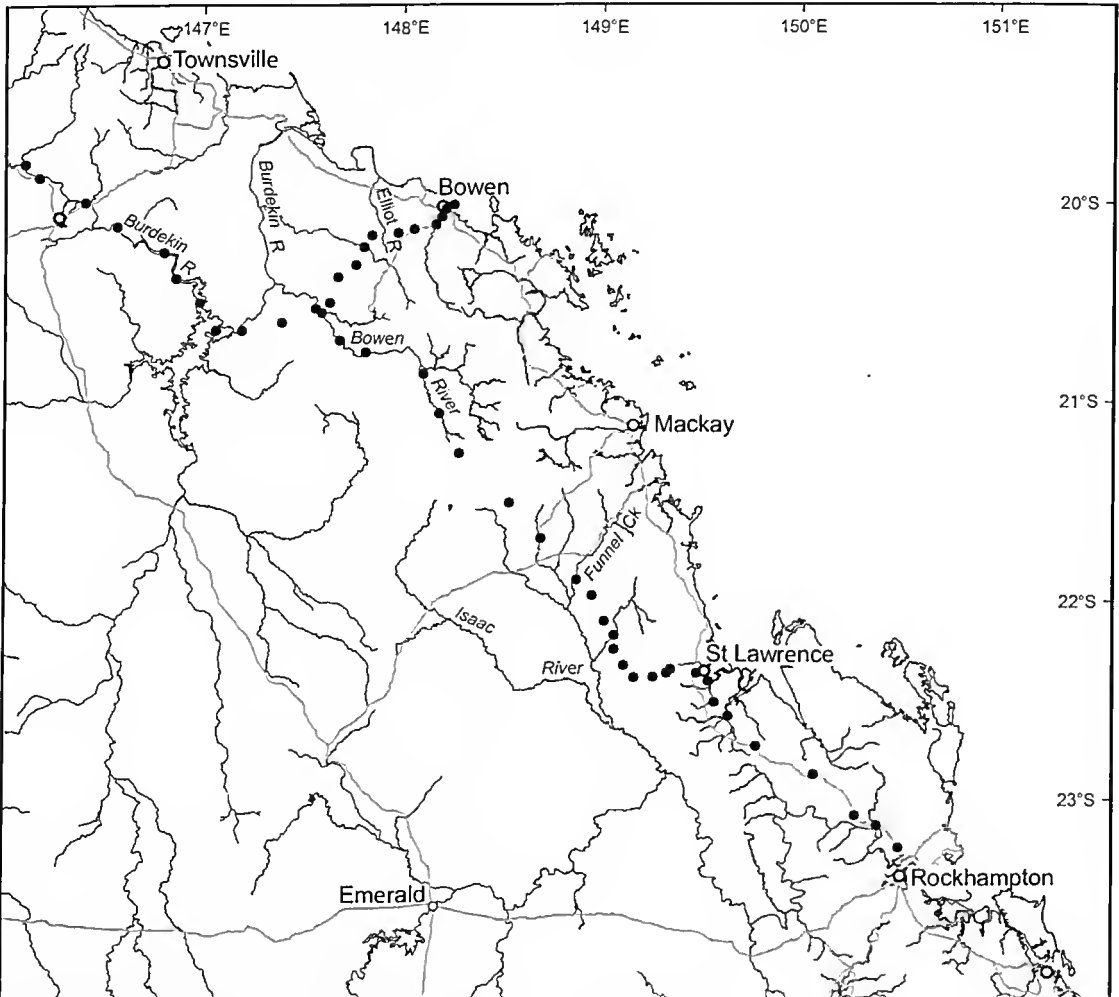 147°E
148°E
149°E
150°E
151°E
Townsville
Bowen
20°S
Burdekin
R
Elliot
R
Burdekin
R
Bowen
River
21°S
Mackay
Funnel Ck
22°S
Isaac
River
St Lawrence
23°S
Rockhampton
Emerald